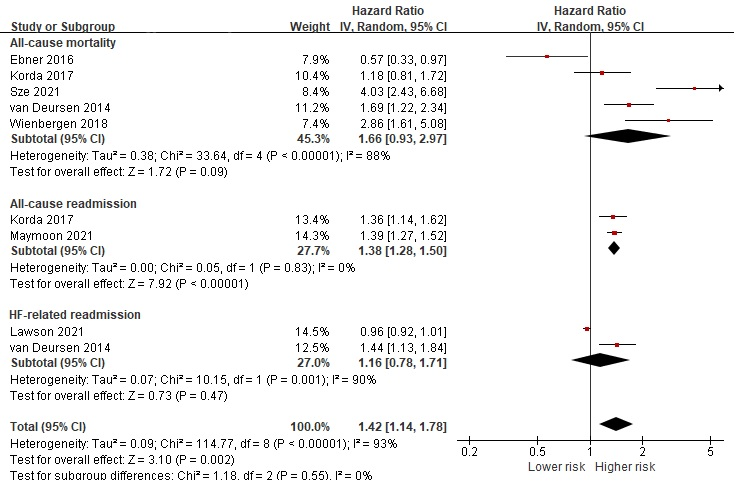 Hazard Ratio Hazard Ratio
Study or Subgroup Weight IV, Random, 95% CI IV, Random, 95% CI
All-cause mortality
Ebner 2016 7.9% 0.57 [0.33, 0.97]
Korda 2017 10.4% 1.18 [0.81, 1.72]
Sze 2021 8.4% 4.03 [2.43, 6.68]
van Deursen 2014 11.2% 1.69 [1.22, 2.34]
Wienbergen 2018 7.4% 2.86 [1.61, 5.08]
Subtotal (95% CI) 45.3% 1.66 [0.93, 2.97]
Heterogeneity: Tau² = 0.38; Chi² = 33.64, df = 4 (P < 0.00001); I² = 88%
Test for overall effect: Z = 1.72 (P = 0.09)
All-cause readmission
Korda 2017 13.4% 1.36 [1.14, 1.62]
Maymoon 2021 14.3% 1.39 [1.27, 1.52]
Subtotal (95% CI) 27.7% 1.38 [1.28, 1.50]
Heterogeneity: Tau² = 0.00; Chi² = 0.05, df = 1 (P = 0.83); I² = 0%
Test for overall effect: Z = 7.92 (P < 0.00001)
HF-related readmission
Lawson 2021 14.5% 0.96 [0.92, 1.01]
van Deursen 2014 12.5% 1.44 [1.13, 1.84]
Subtotal (95% CI) 27.0% 1.16 [0.78, 1.71]
Heterogeneity: Tau² = 0.07; Chi² = 10.15, df = 1 (P = 0.001); I² = 90%
Test for overall effect: Z = 0.73 (P = 0.47)
Total (95% CI) 100.0% 1.42 [1.14, 1.78]
Heterogeneity: Tau² = 0.09; Chi² = 114.77, df = 8 (P < 0.00001); I² = 93%
Test for overall effect: Z = 3.10 (P = 0.002)
Test for subgroup differences: Chi² = 1.18, df = 2 (P = 0.55), I² = 0%
0.2 0.5 1 2 5
Lower risk Higher risk